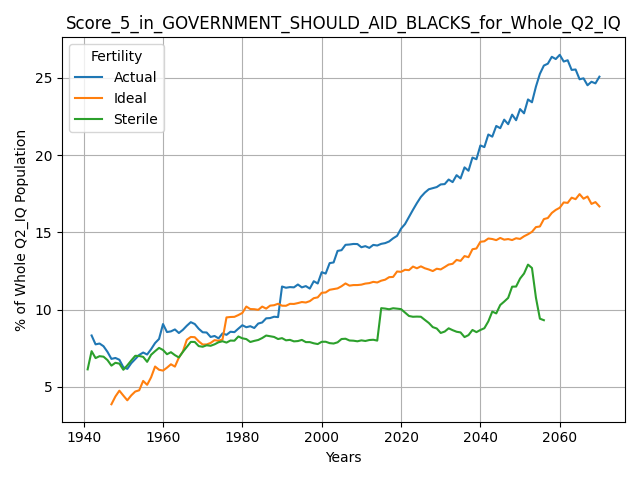 Score_5_in_GOVERNMENT_SHOULD_AID_BLACKS_for_Whole_Q2_IQ
Fertility
Actual
Ideal
Sterile
% of Whole Q2_IQ Population
25
20
15
10
5
1940 1960 1980 2000 2020 2040 2060
Years